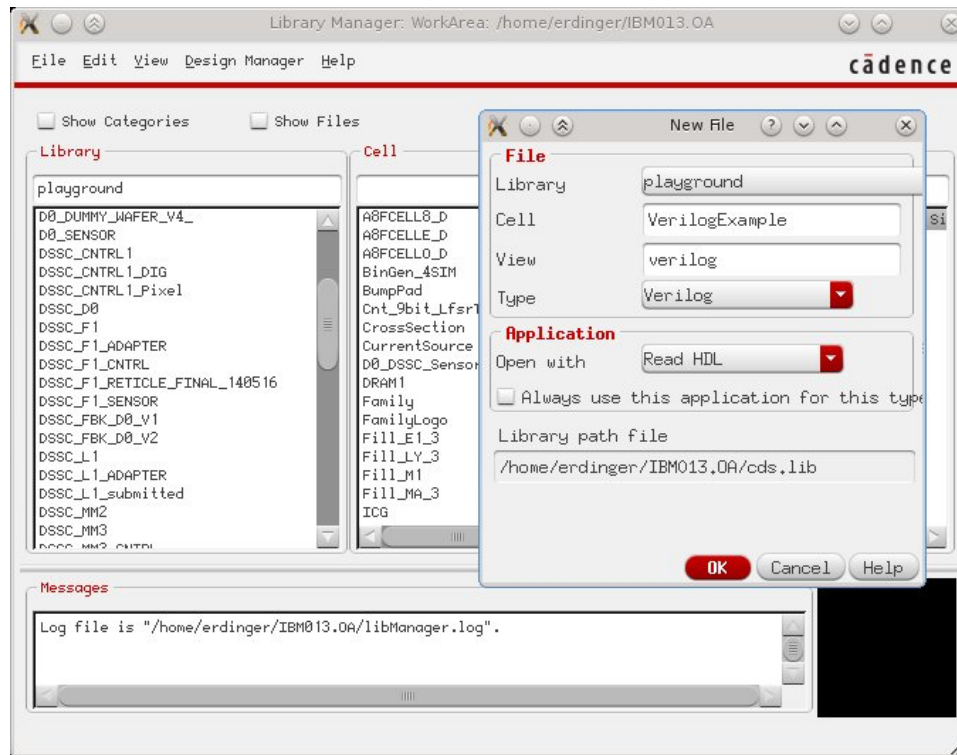 Library Manager: WorkArea: /home/erdinger/IBM013.OA
File Edit View Design Manager Help
cādence
Show Categories
Show Files
Library
playground
D0_DUMMY_WAFER_V4_
D0_SENSOR
DSSC_CNTRL1
DSSC_CNTRL1_DIG
DSSC_CNTRL1_Pixel
DSSC_D0
DSSC_F1
DSSC_F1_ADAPTER
DSSC_F1_CNTRL
DSSC_F1_RETICLE_FINAL_140516
DSSC_F1_SENSOR
DSSC_FBK_D0_V1
DSSC_FBK_D0_V2
DSSC_L1
DSSC_L1_ADAPTER
DSSC_L1_submitted
DSSC_MM2
DSSC_MM3
DSSC_MM3_CNTRL
Cell
A8FCELL8_D
A8FCELLE_D
A8FCELLO_D
BinGen_4SIM
BumpPad
Cnt_9bit_LfsrT
CrossSection
CurrentSource
D0_DSSC_Sensor
DRAM1
Family
FamilyLogo
Fill_E1_3
Fill_LY_3
Fill_M1
Fill_MA_3
ICG
Si
New File
File
Library playground
Cell VerilogExample
View verilog
Type Verilog
Application
Open with Read HDL
Always use this application for this type
Library path file
/home/erdinger/IBM013.OA/cds.lib
OK Cancel Help
Messages
Log file is "/home/erdinger/IBM013.OA/libManager.log".